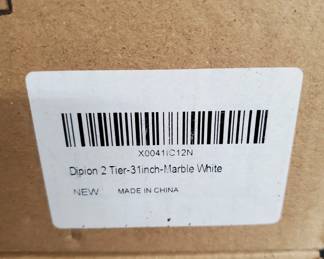 X0041IC12N
Dipion 2 Tier-31inch-Marble White
NEW MADE IN CHINA